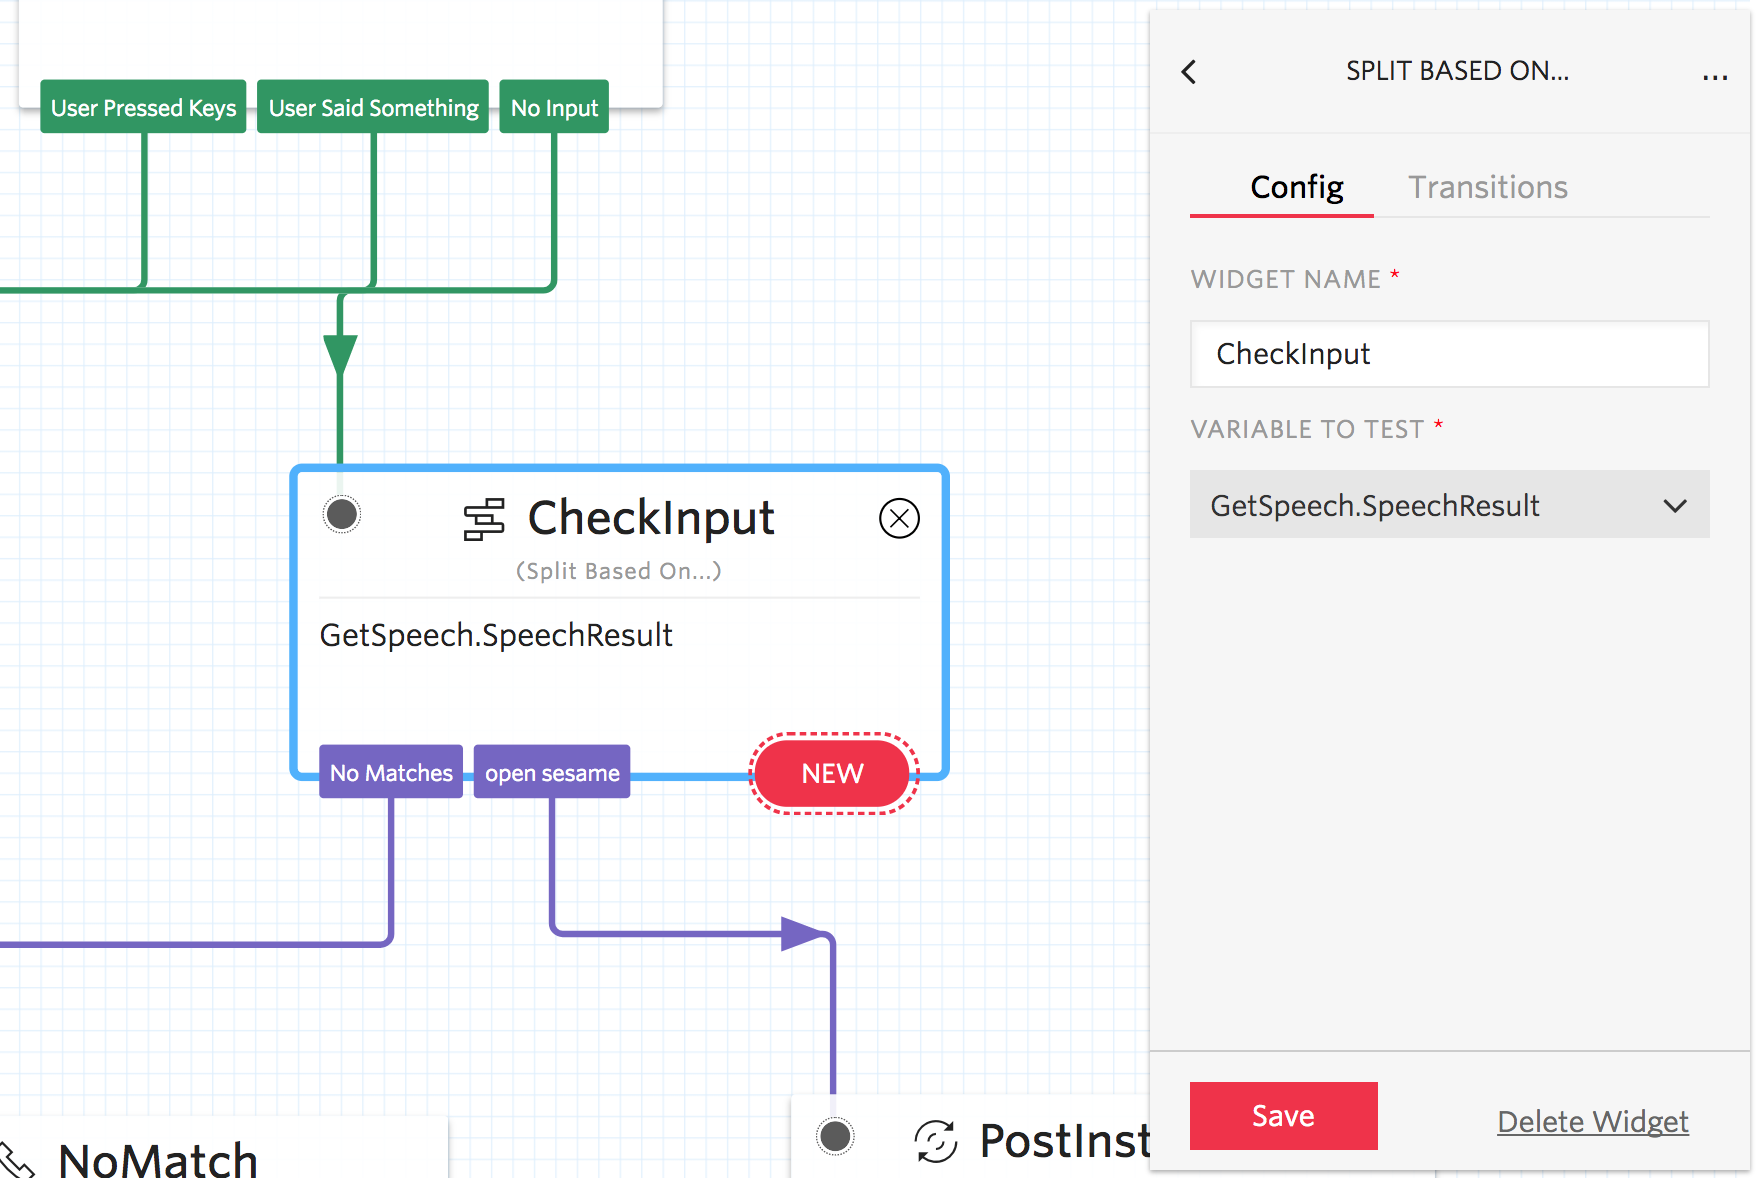 User Pressed Keys
User Said Something
No Input
CheckInput
(Split Based On...)
GetSpeech.SpeechResult
No Matches
open sesame
NEW
NoMatch
PostInst
SPLIT BASED ON...
...
Config
Transitions
WIDGET NAME *
CheckInput
VARIABLE TO TEST *
GetSpeech.SpeechResult
Save
Delete Widget